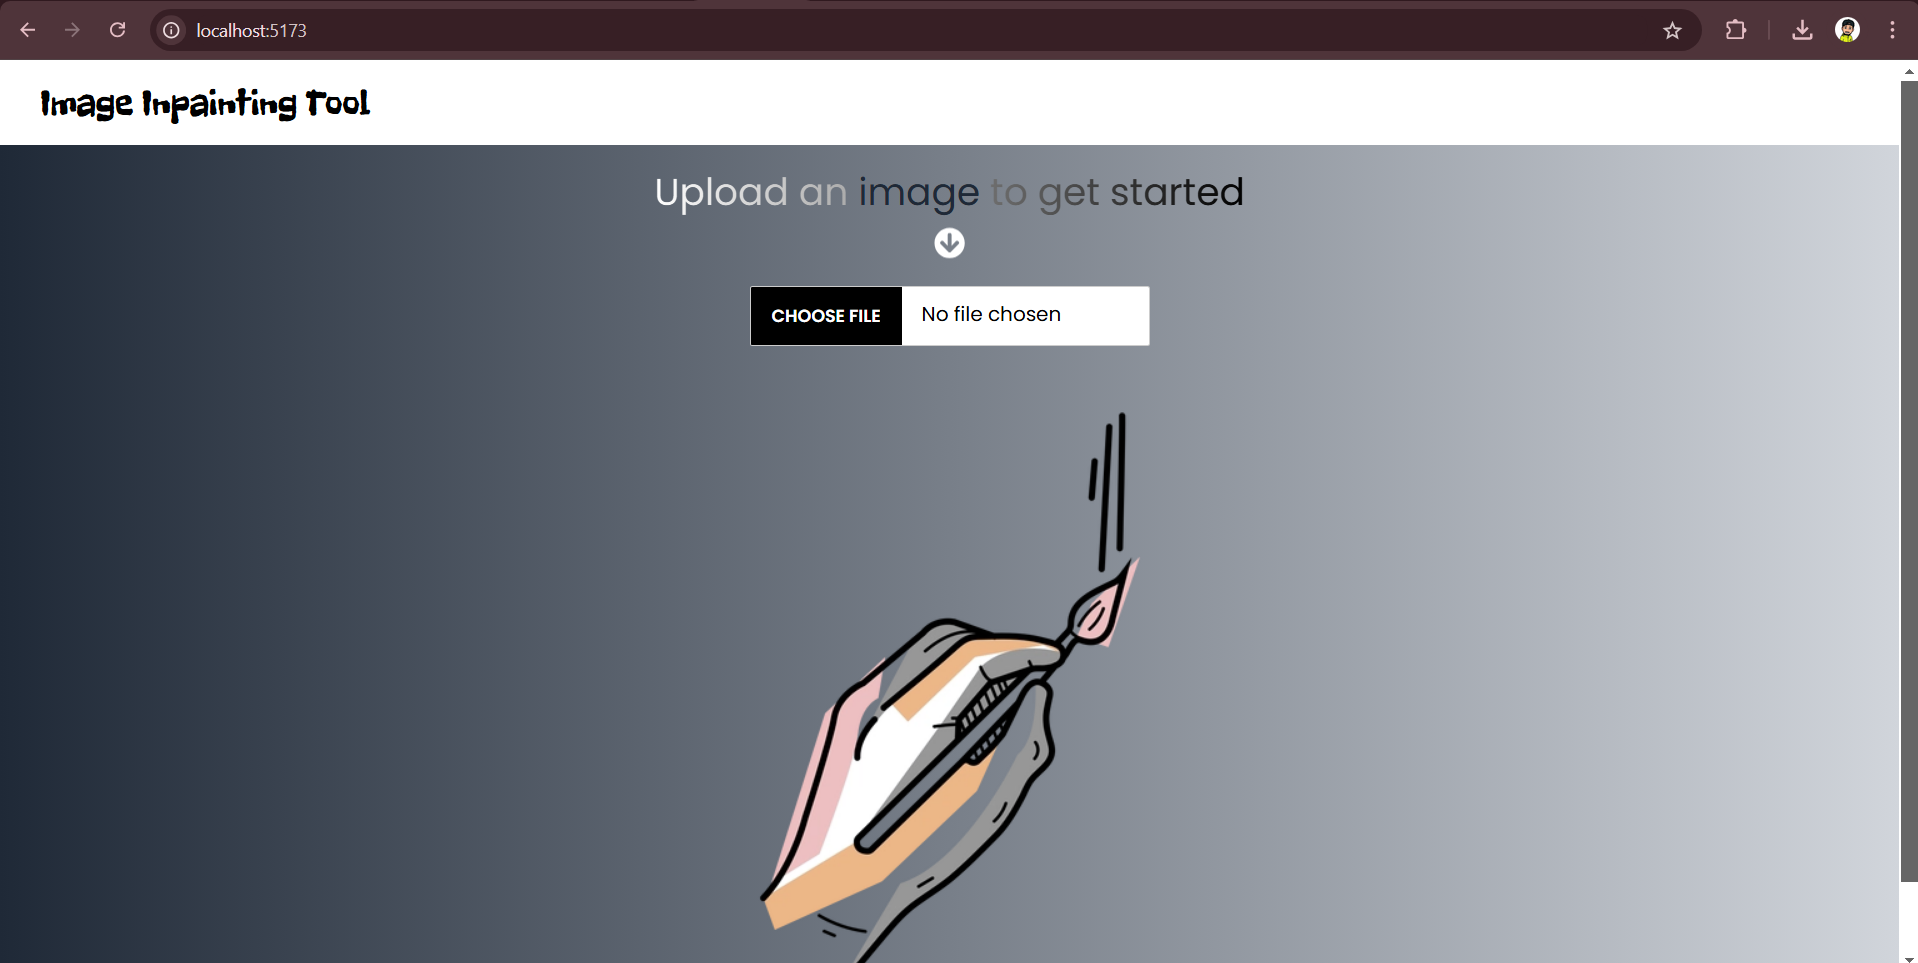 localhost:5173
Image Inpainting Tool
Upload an image to get started
CHOOSE FILE No file chosen